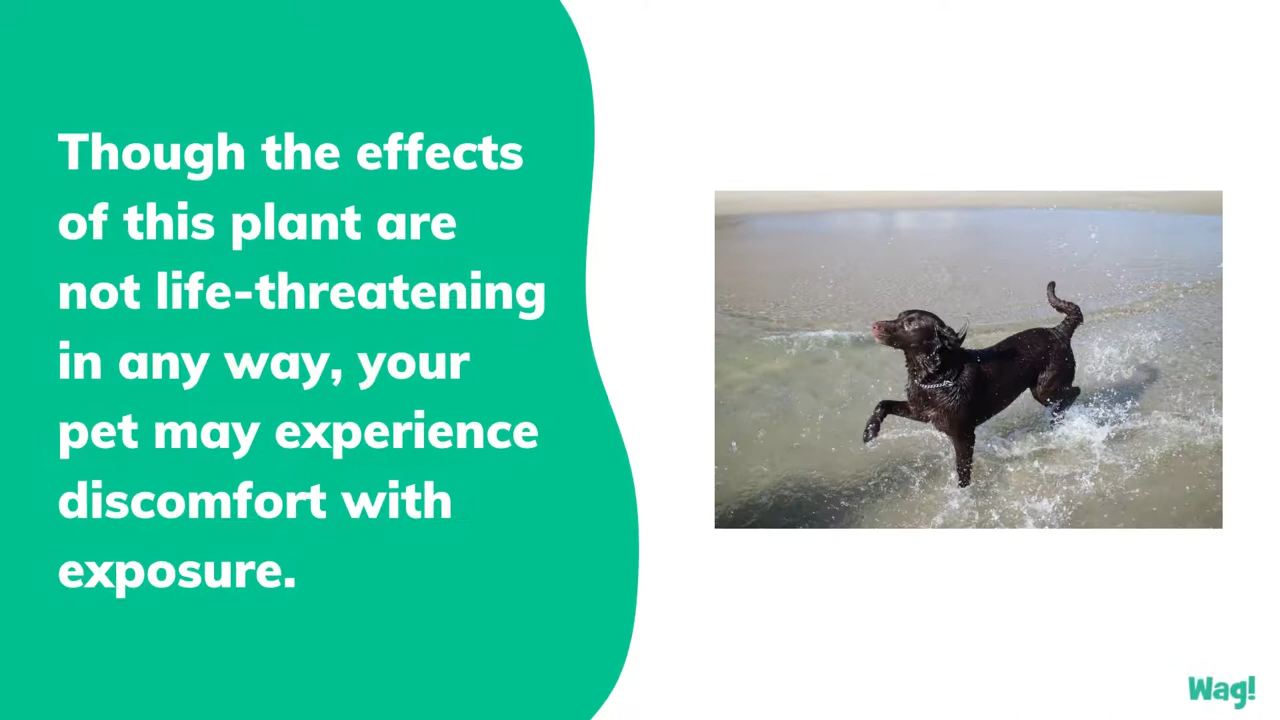 Though the effects
of this plant are
not life-threatening
in any way, your
pet may experience
discomfort with
exposure.
Wag!